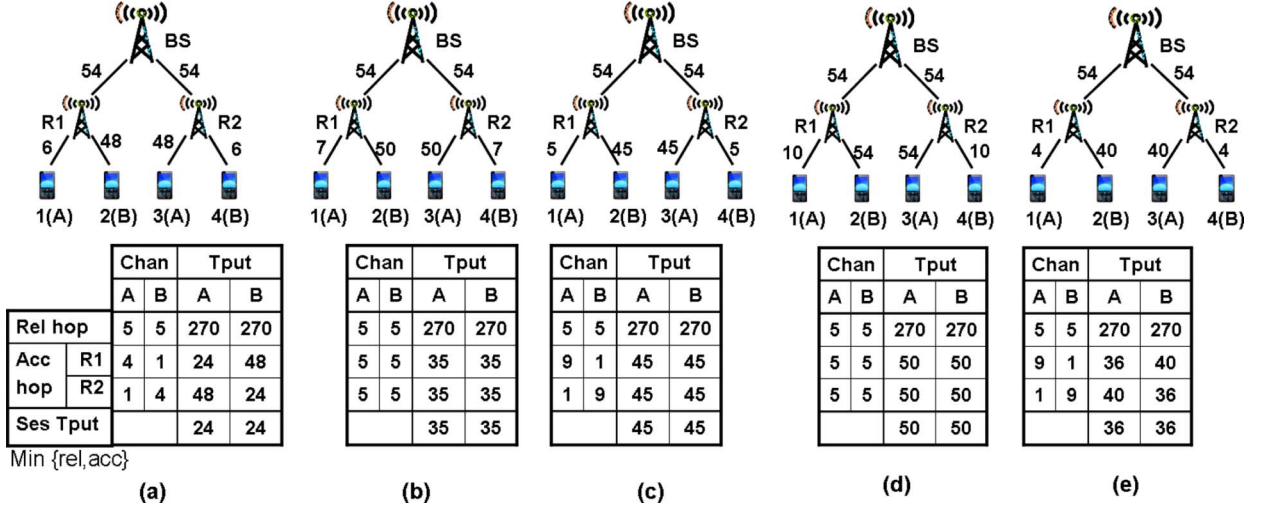 BS
54 54
R1 R2
6 48 48 6
1(A) 2(B) 3(A) 4(B)
Chan Tput
A B A B
Rel hop 5 5 270 270
Acc hop R1 4 1 24 48
R2 1 4 48 24
Ses Tput 24 24
Min {rel,acc}
(a)
BS
54 54
R1 R2
7 50 50 7
1(A) 2(B) 3(A) 4(B)
Chan Tput
A B A B
5 5 270 270
5 5 35 35
5 5 35 35
35 35
(b)
BS
54 54
R1 R2
5 45 45 5
1(A) 2(B) 3(A) 4(B)
Chan Tput
A B A B
5 5 270 270
9 1 45 45
1 9 45 45
45 45
(c)
BS
54 54
R1 R2
10 54 54 10
1(A) 2(B) 3(A) 4(B)
Chan Tput
A B A B
5 5 270 270
5 5 50 50
5 5 50 50
50 50
(d)
BS
54 54
R1 R2
4 40 40 4
1(A) 2(B) 3(A) 4(B)
Chan Tput
A B A B
5 5 270 270
9 1 36 40
1 9 40 36
36 36
(e)